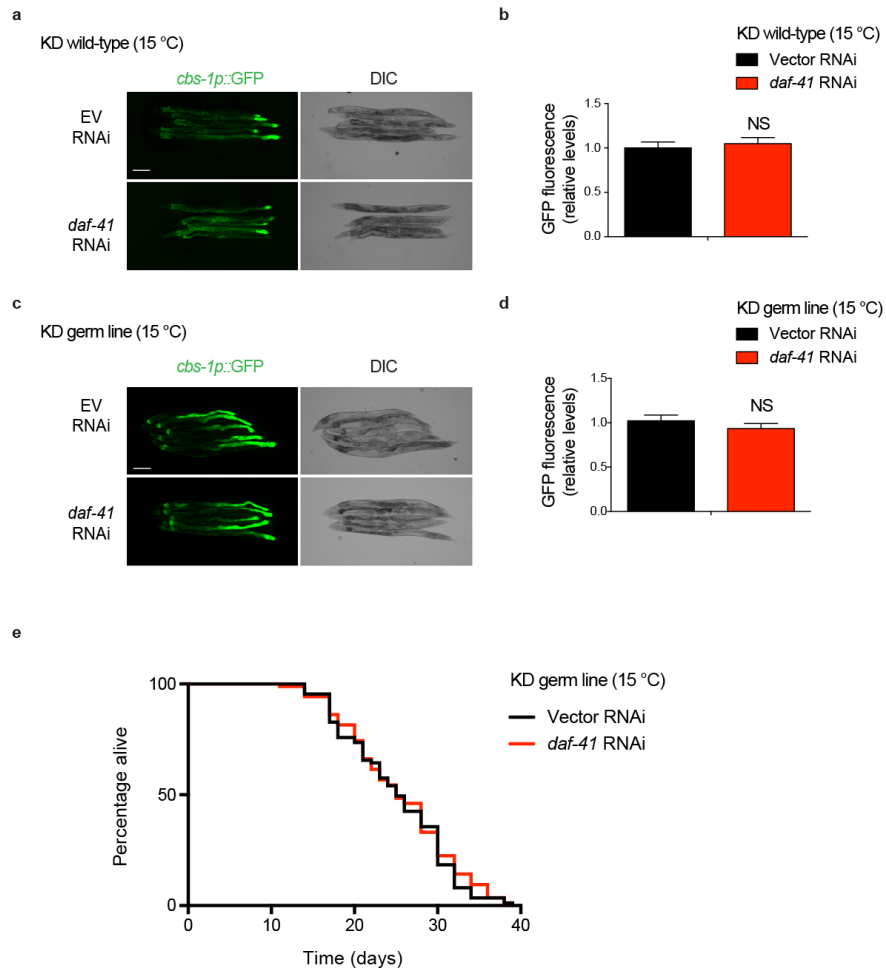 a
KD wild-type (15 °C)
cbs-1p::GFP
DIC
EV
RNAi
daf-41
RNAi
b
KD wild-type (15 °C)
Vector RNAi
daf-41 RNAi
1.5
1.0
0.5
0.0
GFP fluorescence
(relative levels)
NS
c
KD germ line (15 °C)
cbs-1p::GFP
DIC
EV
RNAi
daf-41
RNAi
d
KD germ line (15 °C)
Vector RNAi
daf-41 RNAi
1.5
1.0
0.5
0.0
GFP fluorescence
(relative levels)
NS
e
KD germ line (15 °C)
Vector RNAi
daf-41 RNAi
100
50
0
Percentage alive
0 10 20 30 40
Time (days)